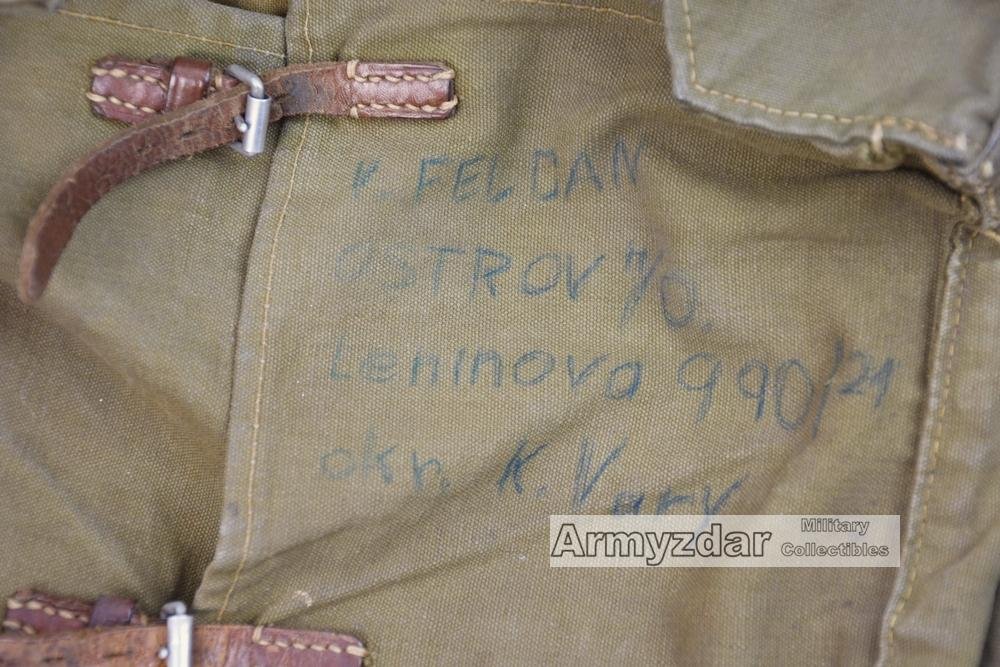 V. FELDAN
OSTROV n/O.
Leninova 990/21
okr. K. Vary
Armyzdar Military Collectibles